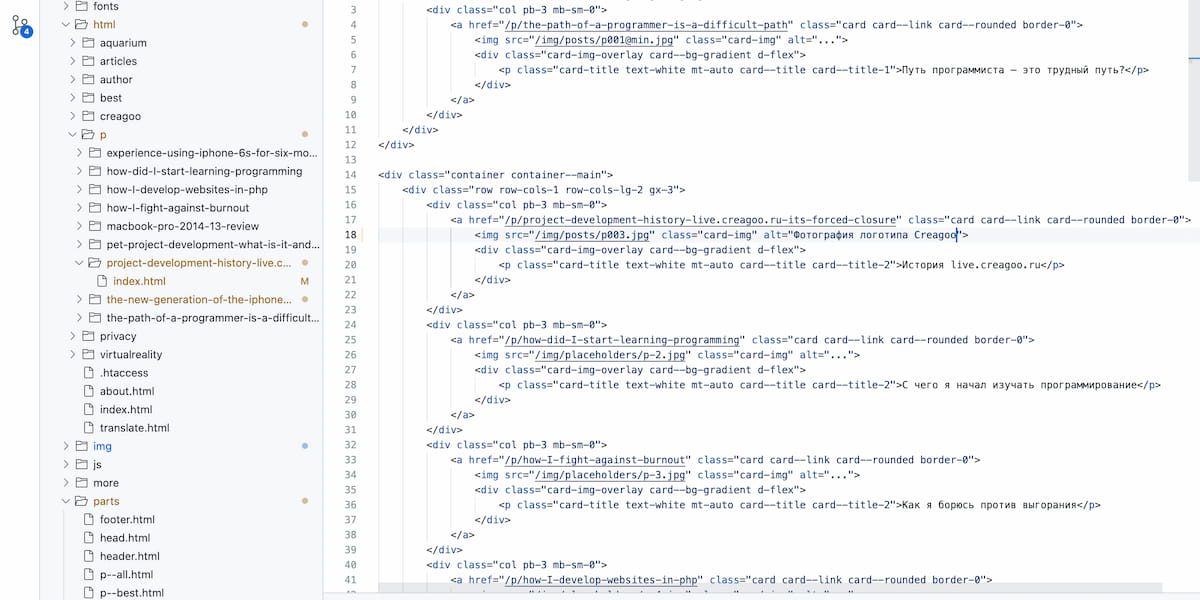 4
fonts
html
aquarium
articles
author
best
creagoo
p
experience-using-iphone-6s-for-six-mo...
how-did-I-start-learning-programming
how-I-develop-websites-in-php
how-I-fight-against-burnout
macbook-pro-2014-13-review
pet-project-development-what-is-it-and...
project-development-history-live.c...
index.html M
the-new-generation-of-the-iphone...
the-path-of-a-programmer-is-a-difficult...
privacy
virtualreality
.htaccess
about.html
index.html
translate.html
img
js
more
parts
footer.html
head.html
header.html
p--all.html
p--best.html
3 <div class="col pb-3 mb-sm-0">
4 <a href="/p/the-path-of-a-programmer-is-a-difficult-path" class="card card--link card--rounded border-0">
5 <img src="/img/posts/p001@min.jpg" class="card-img" alt="...">
6 <div class="card-img-overlay card--bg-gradient d-flex">
7 <p class="card-title text-white mt-auto card--title card--title-1">Путь программиста — это трудный путь?</p>
8 </div>
9 </a>
10 </div>
11 </div>
12 </div>
13
14 <div class="container container--main">
15 <div class="row row-cols-1 row-cols-lg-2 gx-3">
16 <div class="col pb-3 mb-sm-0">
17 <a href="/p/project-development-history-live.creagoo.ru-its-forced-closure" class="card card--link card--rounded border-0">
18 <img src="/img/posts/p003.jpg" class="card-img" alt="Фотография логотипа Creagoo">
19 <div class="card-img-overlay card--bg-gradient d-flex">
20 <p class="card-title text-white mt-auto card--title card--title-2">История live.creagoo.ru</p>
21 </div>
22 </a>
23 </div>
24 <div class="col pb-3 mb-sm-0">
25 <a href="/p/how-did-I-start-learning-programming" class="card card--link card--rounded border-0">
26 <img src="/img/placeholders/p-2.jpg" class="card-img" alt="...">
27 <div class="card-img-overlay card--bg-gradient d-flex">
28 <p class="card-title text-white mt-auto card--title card--title-2">С чего я начал изучать программирование</p>
29 </div>
30 </a>
31 </div>
32 <div class="col pb-3 mb-sm-0">
33 <a href="/p/how-I-fight-against-burnout" class="card card--link card--rounded border-0">
34 <img src="/img/placeholders/p-3.jpg" class="card-img" alt="...">
35 <div class="card-img-overlay card--bg-gradient d-flex">
36 <p class="card-title text-white mt-auto card--title card--title-2">Как я борюсь против выгорания</p>
37 </div>
38 </a>
39 </div>
40 <div class="col pb-3 mb-sm-0">
41 <a href="/p/how-I-develop-websites-in-php" class="card card--link card--rounded border-0">